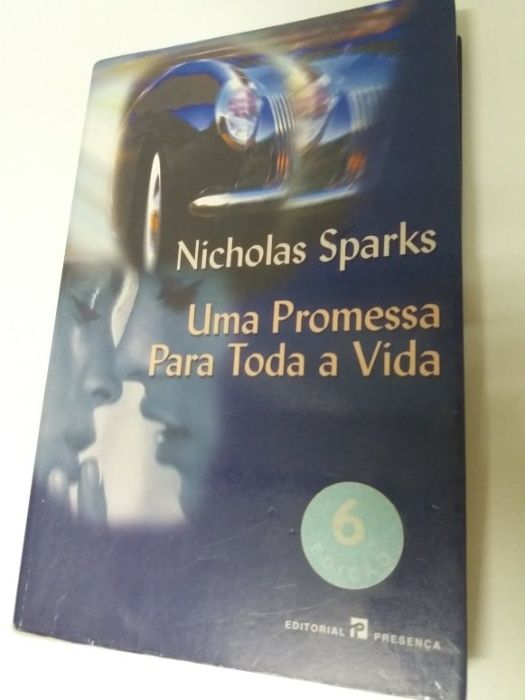 Nicholas Sparks
Uma Promessa
Para Toda a Vida
6
EDIÇÃO
EDITORIAL P PRESENÇA